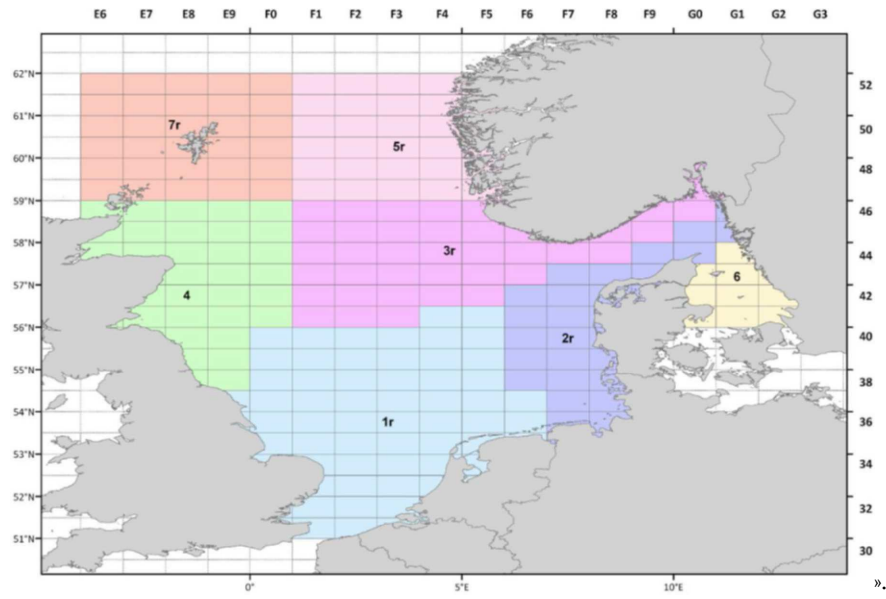 E6 E7 E8 E9 F0 F1 F2 F3 F4 F5 F6 F7 F8 F9 G0 G1 G2 G3
62°N 52
61°N
7r 50
60°N 5r
48
59°N
46
58°N 3r 44
57°N 4 6
42
56°N 2r 40
55°N
38
54°N 1r 36
53°N
34
52°N
32
51°N 30
0° 5°E 10°E
».